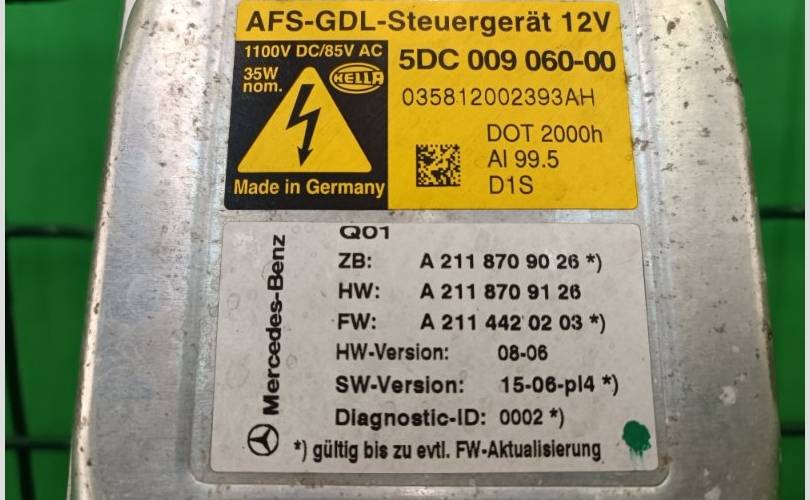 AFS-GDL-Steuergerät 12V
1100V DC/85V AC
35W
nom.
HELLA
Made in Germany
5DC 009 060-00
035812002393AH
DOT 2000h
Al 99.5
D1S
Mercedes-Benz
Q01
ZB: A 211 870 90 26 *)
HW: A 211 870 91 26
FW: A 211 442 02 03 *)
HW-Version: 08-06
SW-Version: 15-06-pl4 *)
Diagnostic-ID: 0002 *)
*) gültig bis zu evtl. FW-Aktualisierung